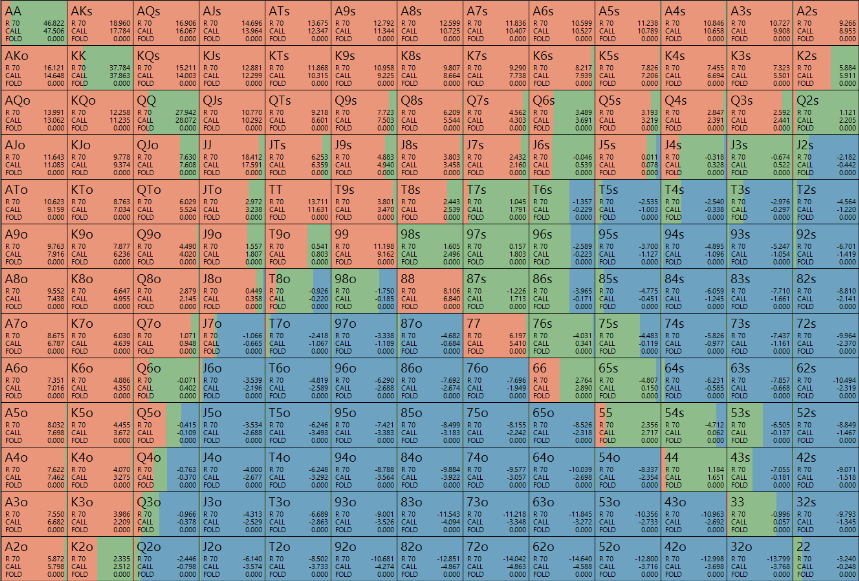 AA AKs AQs AJs ATs A9s A8s A7s A6s A5s A4s A3s A2s
R 70 46.822 R 70 18.960 R 70 16.906 R 70 14.696 R 70 13.675 R 70 12.792 R 70 12.599 R 70 11.836 R 70 10.599 R 70 11.238 R 70 10.846 R 70 10.727 R 70 9.266
CALL 47.506 CALL 17.784 CALL 16.067 CALL 13.964 CALL 12.347 CALL 11.344 CALL 10.725 CALL 10.407 CALL 10.527 CALL 10.789 CALL 10.658 CALL 9.908 CALL 8.953
FOLD 0.000 FOLD 0.000 FOLD 0.000 FOLD 0.000 FOLD 0.000 FOLD 0.000 FOLD 0.000 FOLD 0.000 FOLD 0.000 FOLD 0.000 FOLD 0.000 FOLD 0.000 FOLD 0.000
AKo KK KQs KJs KTs K9s K8s K7s K6s K5s K4s K3s K2s
R 70 16.121 R 70 37.784 R 70 15.211 R 70 12.881 R 70 11.868 R 70 10.958 R 70 9.807 R 70 9.290 R 70 8.217 R 70 7.826 R 70 7.455 R 70 7.323 R 70 5.884
CALL 14.648 CALL 37.863 CALL 14.003 CALL 12.299 CALL 10.315 CALL 9.225 CALL 8.664 CALL 7.738 CALL 7.939 CALL 7.206 CALL 6.694 CALL 5.501 CALL 5.911
FOLD 0.000 FOLD 0.000 FOLD 0.000 FOLD 0.000 FOLD 0.000 FOLD 0.000 FOLD 0.000 FOLD 0.000 FOLD 0.000 FOLD 0.000 FOLD 0.000 FOLD 0.000 FOLD 0.000
AQo KQo QQ QJs QTs Q9s Q8s Q7s Q6s Q5s Q4s Q3s Q2s
R 70 13.991 R 70 12.258 R 70 27.942 R 70 10.770 R 70 9.218 R 70 7.723 R 70 6.209 R 70 4.562 R 70 3.489 R 70 3.193 R 70 2.847 R 70 2.592 R 70 1.121
CALL 13.062 CALL 11.235 CALL 28.072 CALL 10.292 CALL 8.601 CALL 7.503 CALL 5.544 CALL 4.303 CALL 3.691 CALL 3.219 CALL 2.391 CALL 2.441 CALL 2.205
FOLD 0.000 FOLD 0.000 FOLD 0.000 FOLD 0.000 FOLD 0.000 FOLD 0.000 FOLD 0.000 FOLD 0.000 FOLD 0.000 FOLD 0.000 FOLD 0.000 FOLD 0.000 FOLD 0.000
AJo KJo QJo JJ JTs J9s J8s J7s J6s J5s J4s J3s J2s
R 70 11.643 R 70 9.778 R 70 7.630 R 70 18.412 R 70 6.253 R 70 4.883 R 70 3.803 R 70 2.432 R 70 -0.046 R 70 0.011 R 70 -0.318 R 70 -0.674 R 70 -2.182
CALL 11.083 CALL 9.374 CALL 7.608 CALL 17.591 CALL 6.359 CALL 4.940 CALL 3.458 CALL 2.160 CALL 0.539 CALL 0.078 CALL 0.328 CALL 0.522 CALL -0.442
FOLD 0.000 FOLD 0.000 FOLD 0.000 FOLD 0.000 FOLD 0.000 FOLD 0.000 FOLD 0.000 FOLD 0.000 FOLD 0.000 FOLD 0.000 FOLD 0.000 FOLD 0.000 FOLD 0.000
ATo KTo QTo JTo TT T9s T8s T7s T6s T5s T4s T3s T2s
R 70 10.623 R 70 8.763 R 70 6.029 R 70 2.972 R 70 13.711 R 70 3.801 R 70 2.443 R 70 1.045 R 70 -1.357 R 70 -2.535 R 70 -2.540 R 70 -2.976 R 70 -4.564
CALL 9.159 CALL 7.034 CALL 5.524 CALL 3.238 CALL 11.631 CALL 3.470 CALL 2.539 CALL 1.791 CALL -0.229 CALL -1.003 CALL -0.338 CALL -0.297 CALL -1.220
FOLD 0.000 FOLD 0.000 FOLD 0.000 FOLD 0.000 FOLD 0.000 FOLD 0.000 FOLD 0.000 FOLD 0.000 FOLD 0.000 FOLD 0.000 FOLD 0.000 FOLD 0.000 FOLD 0.000
A9o K9o Q9o J9o T9o 99 98s 97s 96s 95s 94s 93s 92s
R 70 9.763 R 70 7.877 R 70 4.490 R 70 1.557 R 70 0.541 R 70 11.198 R 70 1.605 R 70 0.157 R 70 -2.589 R 70 -3.700 R 70 -4.895 R 70 -5.247 R 70 -6.701
CALL 7.916 CALL 6.236 CALL 4.020 CALL 1.807 CALL 0.803 CALL 9.162 CALL 2.496 CALL 1.803 CALL -0.223 CALL -1.127 CALL -1.096 CALL -1.054 CALL -1.419
FOLD 0.000 FOLD 0.000 FOLD 0.000 FOLD 0.000 FOLD 0.000 FOLD 0.000 FOLD 0.000 FOLD 0.000 FOLD 0.000 FOLD 0.000 FOLD 0.000 FOLD 0.000 FOLD 0.000
A8o K8o Q8o J8o T8o 98o 88 87s 86s 85s 84s 83s 82s
R 70 9.552 R 70 6.647 R 70 2.879 R 70 0.449 R 70 -0.926 R 70 -1.750 R 70 8.106 R 70 -1.226 R 70 -3.965 R 70 -4.775 R 70 -6.059 R 70 -7.710 R 70 -8.810
CALL 7.438 CALL 4.955 CALL 2.145 CALL 0.358 CALL -0.220 CALL -0.185 CALL 6.840 CALL 1.713 CALL -0.171 CALL -0.451 CALL -1.245 CALL -1.661 CALL -2.141
FOLD 0.000 FOLD 0.000 FOLD 0.000 FOLD 0.000 FOLD 0.000 FOLD 0.000 FOLD 0.000 FOLD 0.000 FOLD 0.000 FOLD 0.000 FOLD 0.000 FOLD 0.000 FOLD 0.000
A7o K7o Q7o J7o T7o 97o 87o 77 76s 75s 74s 73s 72s
R 70 8.675 R 70 6.030 R 70 1.071 R 70 -1.066 R 70 -2.418 R 70 -3.338 R 70 -4.682 R 70 6.197 R 70 -4.031 R 70 -4.483 R 70 -5.826 R 70 -7.437 R 70 -9.964
CALL 6.787 CALL 4.639 CALL 0.948 CALL -0.665 CALL -1.067 CALL -1.189 CALL -0.684 CALL 5.410 CALL 0.341 CALL -0.119 CALL -0.977 CALL -1.161 CALL -2.370
FOLD 0.000 FOLD 0.000 FOLD 0.000 FOLD 0.000 FOLD 0.000 FOLD 0.000 FOLD 0.000 FOLD 0.000 FOLD 0.000 FOLD 0.000 FOLD 0.000 FOLD 0.000 FOLD 0.000
A6o K6o Q6o J6o T6o 96o 86o 76o 66 65s 64s 63s 62s
R 70 7.351 R 70 4.886 R 70 -0.071 R 70 -3.539 R 70 -4.819 R 70 -6.290 R 70 -7.692 R 70 -7.696 R 70 2.764 R 70 -4.807 R 70 -6.231 R 70 -7.857 R 70 -10.494
CALL 7.016 CALL 4.350 CALL 0.402 CALL -2.196 CALL -2.589 CALL -2.688 CALL -2.674 CALL -1.949 CALL 2.890 CALL 0.150 CALL -0.585 CALL -0.668 CALL -2.319
FOLD 0.000 FOLD 0.000 FOLD 0.000 FOLD 0.000 FOLD 0.000 FOLD 0.000 FOLD 0.000 FOLD 0.000 FOLD 0.000 FOLD 0.000 FOLD 0.000 FOLD 0.000 FOLD 0.000
A5o K5o Q5o J5o T5o 95o 85o 75o 65o 55 54s 53s 52s
R 70 8.032 R 70 4.455 R 70 -0.415 R 70 -3.534 R 70 -6.246 R 70 -7.421 R 70 -8.499 R 70 -8.155 R 70 -8.526 R 70 2.356 R 70 -4.712 R 70 -6.505 R 70 -8.849
CALL 7.698 CALL 3.672 CALL -0.109 CALL -2.688 CALL -3.493 CALL -3.383 CALL -3.183 CALL -2.242 CALL -2.318 CALL 2.717 CALL 0.062 CALL -0.137 CALL -1.667
FOLD 0.000 FOLD 0.000 FOLD 0.000 FOLD 0.000 FOLD 0.000 FOLD 0.000 FOLD 0.000 FOLD 0.000 FOLD 0.000 FOLD 0.000 FOLD 0.000 FOLD 0.000 FOLD 0.000
A4o K4o Q4o J4o T4o 94o 84o 74o 64o 54o 44 43s 42s
R 70 7.622 R 70 4.070 R 70 -0.763 R 70 -4.000 R 70 -6.248 R 70 -8.788 R 70 -9.884 R 70 -9.577 R 70 -10.039 R 70 -8.337 R 70 1.184 R 70 -7.055 R 70 -9.071
CALL 7.462 CALL 3.275 CALL -0.370 CALL -2.677 CALL -3.292 CALL -3.564 CALL -3.922 CALL -3.057 CALL -2.698 CALL -2.354 CALL 1.651 CALL -0.181 CALL -1.518
FOLD 0.000 FOLD 0.000 FOLD 0.000 FOLD 0.000 FOLD 0.000 FOLD 0.000 FOLD 0.000 FOLD 0.000 FOLD 0.000 FOLD 0.000 FOLD 0.000 FOLD 0.000 FOLD 0.000
A3o K3o Q3o J3o T3o 93o 83o 73o 63o 53o 43o 33 32s
R 70 7.550 R 70 3.986 R 70 -0.966 R 70 -4.313 R 70 -6.689 R 70 -9.001 R 70 -11.543 R 70 -11.218 R 70 -11.845 R 70 -10.356 R 70 -10.963 R 70 -0.996 R 70 -9.793
CALL 6.682 CALL 2.209 CALL -0.378 CALL -2.529 CALL -2.863 CALL -3.526 CALL -4.094 CALL -3.348 CALL -3.272 CALL -2.733 CALL -2.692 CALL 0.057 CALL -1.345
FOLD 0.000 FOLD 0.000 FOLD 0.000 FOLD 0.000 FOLD 0.000 FOLD 0.000 FOLD 0.000 FOLD 0.000 FOLD 0.000 FOLD 0.000 FOLD 0.000 FOLD 0.000 FOLD 0.000
A2o K2o Q2o J2o T2o 92o 82o 72o 62o 52o 42o 32o 22
R 70 5.872 R 70 2.335 R 70 -2.446 R 70 -6.140 R 70 -8.502 R 70 -10.681 R 70 -12.851 R 70 -14.042 R 70 -14.640 R 70 -12.800 R 70 -12.998 R 70 -13.799 R 70 -3.240
CALL 5.798 CALL 2.512 CALL -0.798 CALL -3.574 CALL -3.733 CALL -4.274 CALL -4.867 CALL -4.863 CALL -4.588 CALL -3.716 CALL -3.698 CALL -3.768 CALL -0.248
FOLD 0.000 FOLD 0.000 FOLD 0.000 FOLD 0.000 FOLD 0.000 FOLD 0.000 FOLD 0.000 FOLD 0.000 FOLD 0.000 FOLD 0.000 FOLD 0.000 FOLD 0.000 FOLD 0.000